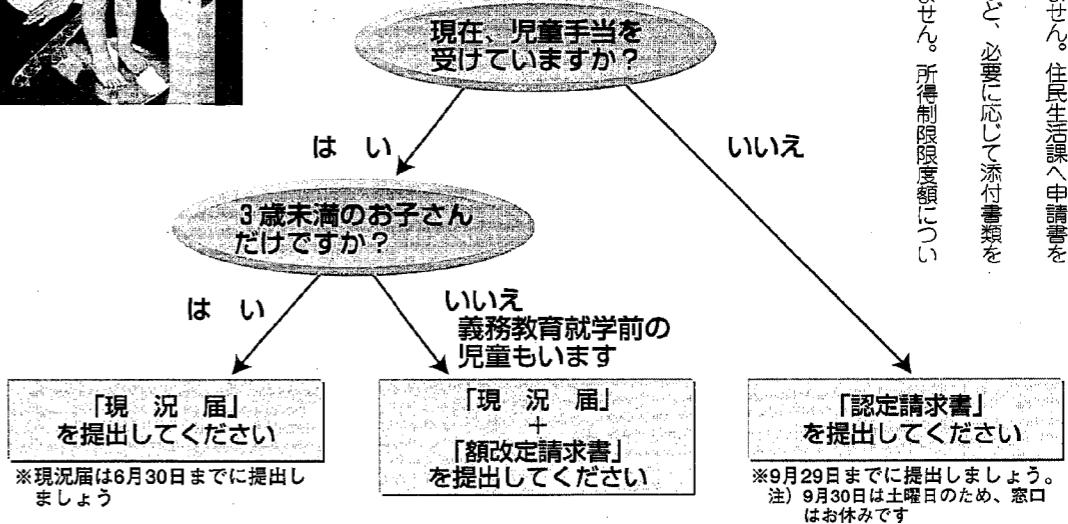 ません。住民生活課へ申請書を
ど、必要に応じて添付書類を
ません。所得制限限度額につい
現在、児童手当を
受けていますか？
は い
いいえ
3歳未満のお子さん
だけですか？
は い
いいえ
義務教育就学前の
児童もいます
「現 況 届」
を提出してください
※現況届は6月30日までに提出し
ましょう
「現 況 届」
＋
「額改定請求書」
を提出してください
「認定請求書」
を提出してください
※9月29日までに提出しましょう。
注）9月30日は土曜日のため、窓口
はお休みです